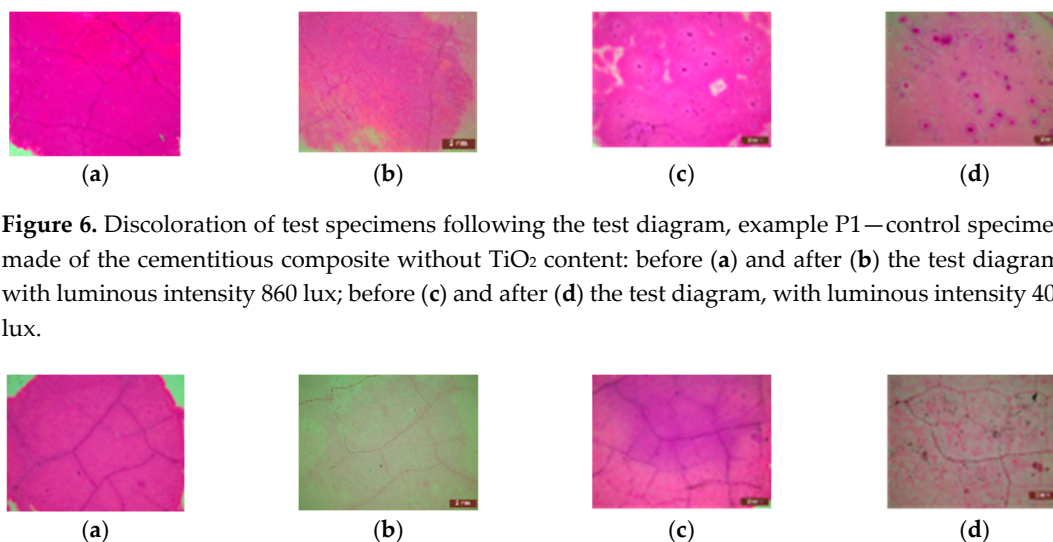 (a) (b) (c) (d)
Figure 6. Discoloration of test specimens following the test diagram, example P1—control specime
made of the cementitious composite without TiO₂ content: before (a) and after (b) the test diagram
with luminous intensity 860 lux; before (c) and after (d) the test diagram, with luminous intensity 40
lux.
(a) (b) (c) (d)